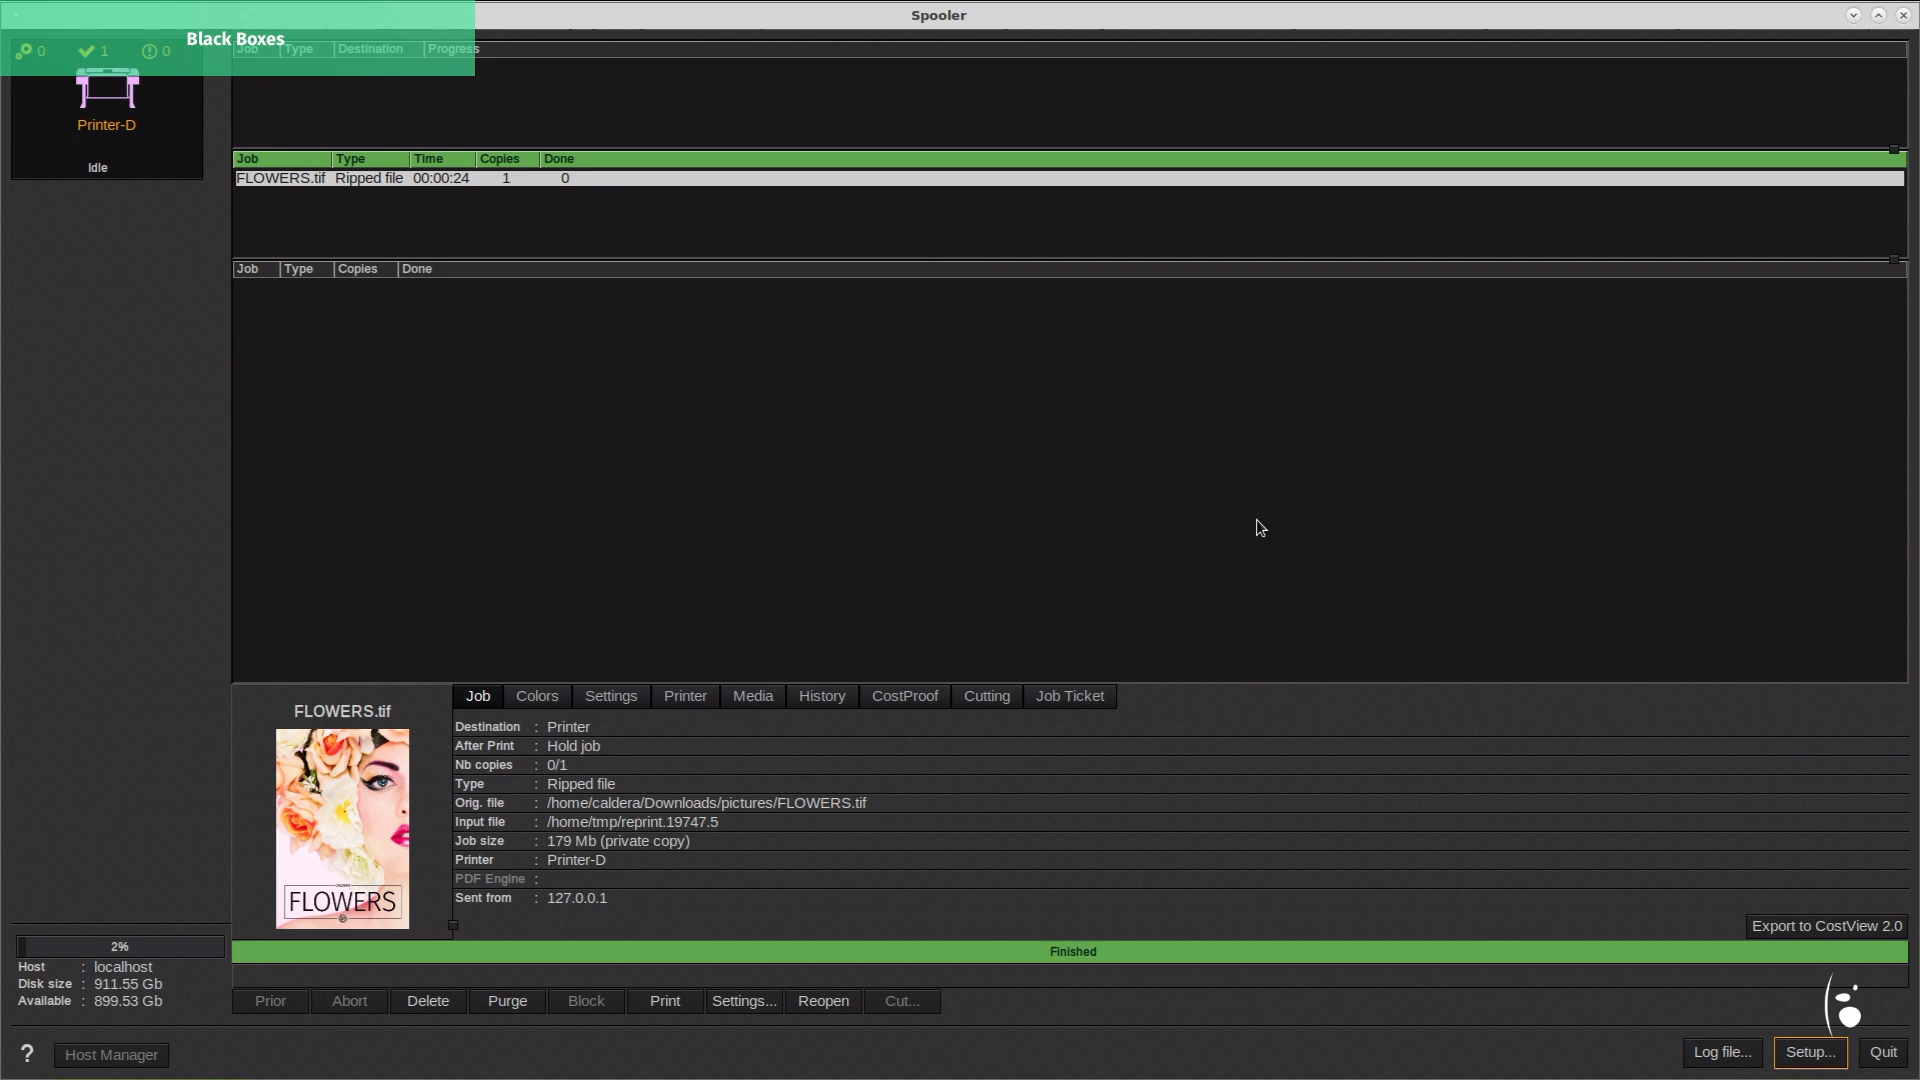 Spooler
Black Boxes
0 1 0
Job Type Destination Progress
Printer-D
Idle
Job Type Time Copies Done
FLOWERS.tif Ripped file 00:00:24 1 0
Job Type Copies Done
FLOWERS.tif
FLOWERS
Job Colors Settings Printer Media History CostProof Cutting Job Ticket
Destination : Printer
After Print : Hold job
Nb copies : 0/1
Type : Ripped file
Orig. file : /home/caldera/Downloads/pictures/FLOWERS.tif
Input file : /home/tmp/reprint.19747.5
Job size : 179 Mb (private copy)
Printer : Printer-D
PDF Engine :
Sent from : 127.0.0.1
Export to CostView 2.0
2%
Finished
Host : localhost
Disk size : 911.55 Gb
Available : 899.53 Gb
Prior Abort Delete Purge Block Print Settings... Reopen Cut...
? Host Manager
Log file... Setup... Quit